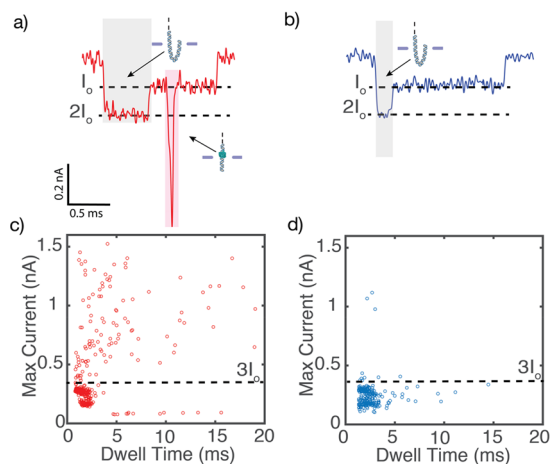 a)
b)
I₀
2I₀
0.2 nA
0.5 ms
I₀
2I₀
c)
d)
Max Current (nA)
1.5
1
0.5
0
3I₀
0 5 10 15 20
Dwell Time (ms)
Max Current (nA)
1.5
1
0.5
0
3I₀
0 5 10 15 20
Dwell Time (ms)